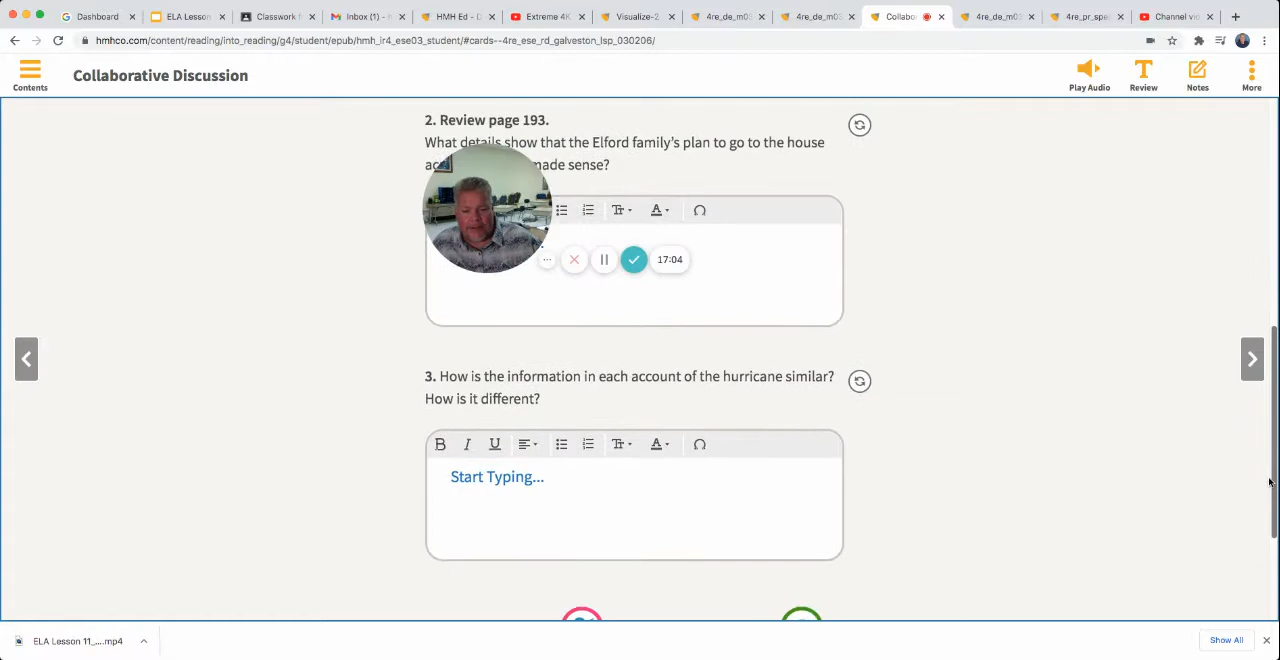 Dashboard
ELA Lesson
Classwork f
Inbox (1) -
HMH Ed - D
Extreme 4K
Visualize-2
4re_de_m03
4re_de_m03
Collabo
4re_de_m03
4re_pr_spe
Channel vi
hmhco.com/content/reading/into_reading/g4/student/epub/hmh_ir4_ese03_student/#cards--4re_ese_rd_galveston_lsp_030206/
Contents
Collaborative Discussion
Play Audio
Review
Notes
More
2. Review page 193.
What details show that the Elford family's plan to go to the house
made sense?
17:04
3. How is the information in each account of the hurricane similar?
How is it different?
B I U
Start Typing...
ELA Lesson 11_....mp4
Show All